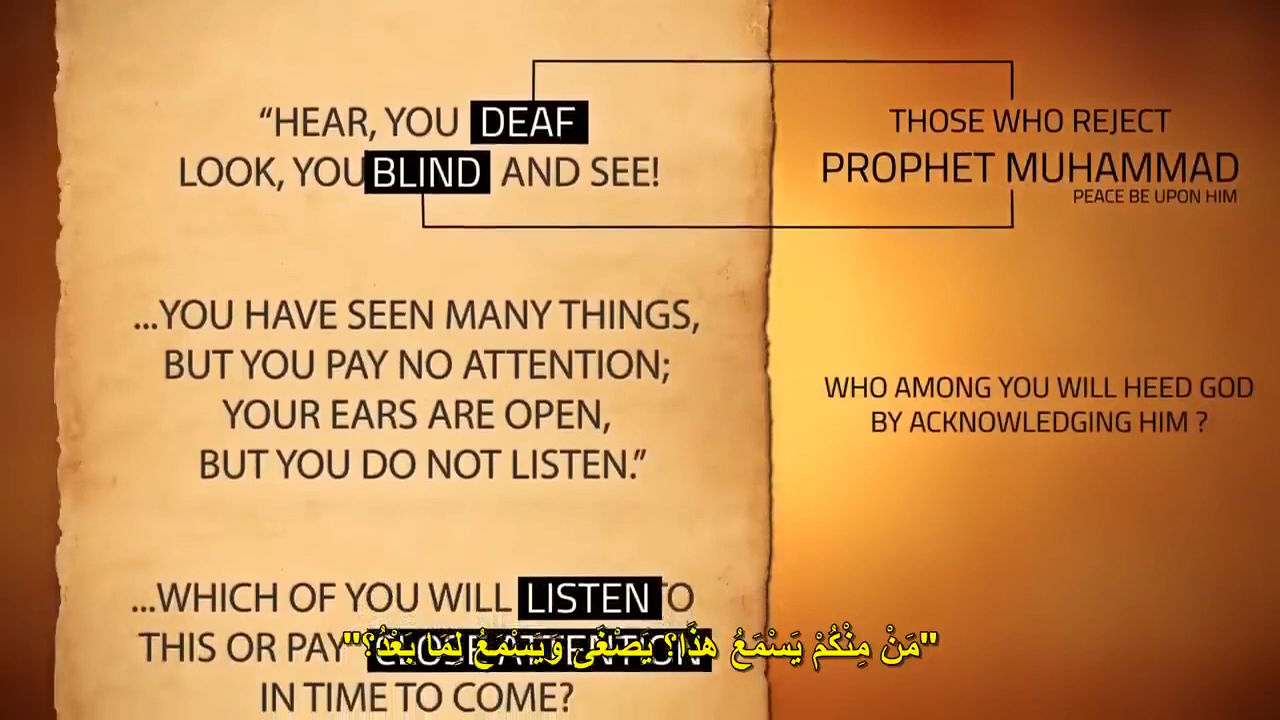 “HEAR, YOU DEAF
LOOK, YOU BLIND AND SEE!
...YOU HAVE SEEN MANY THINGS,
BUT YOU PAY NO ATTENTION;
YOUR EARS ARE OPEN,
BUT YOU DO NOT LISTEN.”
...WHICH OF YOU WILL LISTEN TO
THIS OR PAY CLOSE ATTENTION
IN TIME TO COME?
THOSE WHO REJECT
PROPHET MUHAMMAD
PEACE BE UPON HIM
WHO AMONG YOU WILL HEED GOD
BY ACKNOWLEDGING HIM ?
"مَنْ مِنْكُمْ يَسْمَعُ هذَا؟ يَصْغَى وَيَسْمَعُ لِمَا بَعْدُ؟"